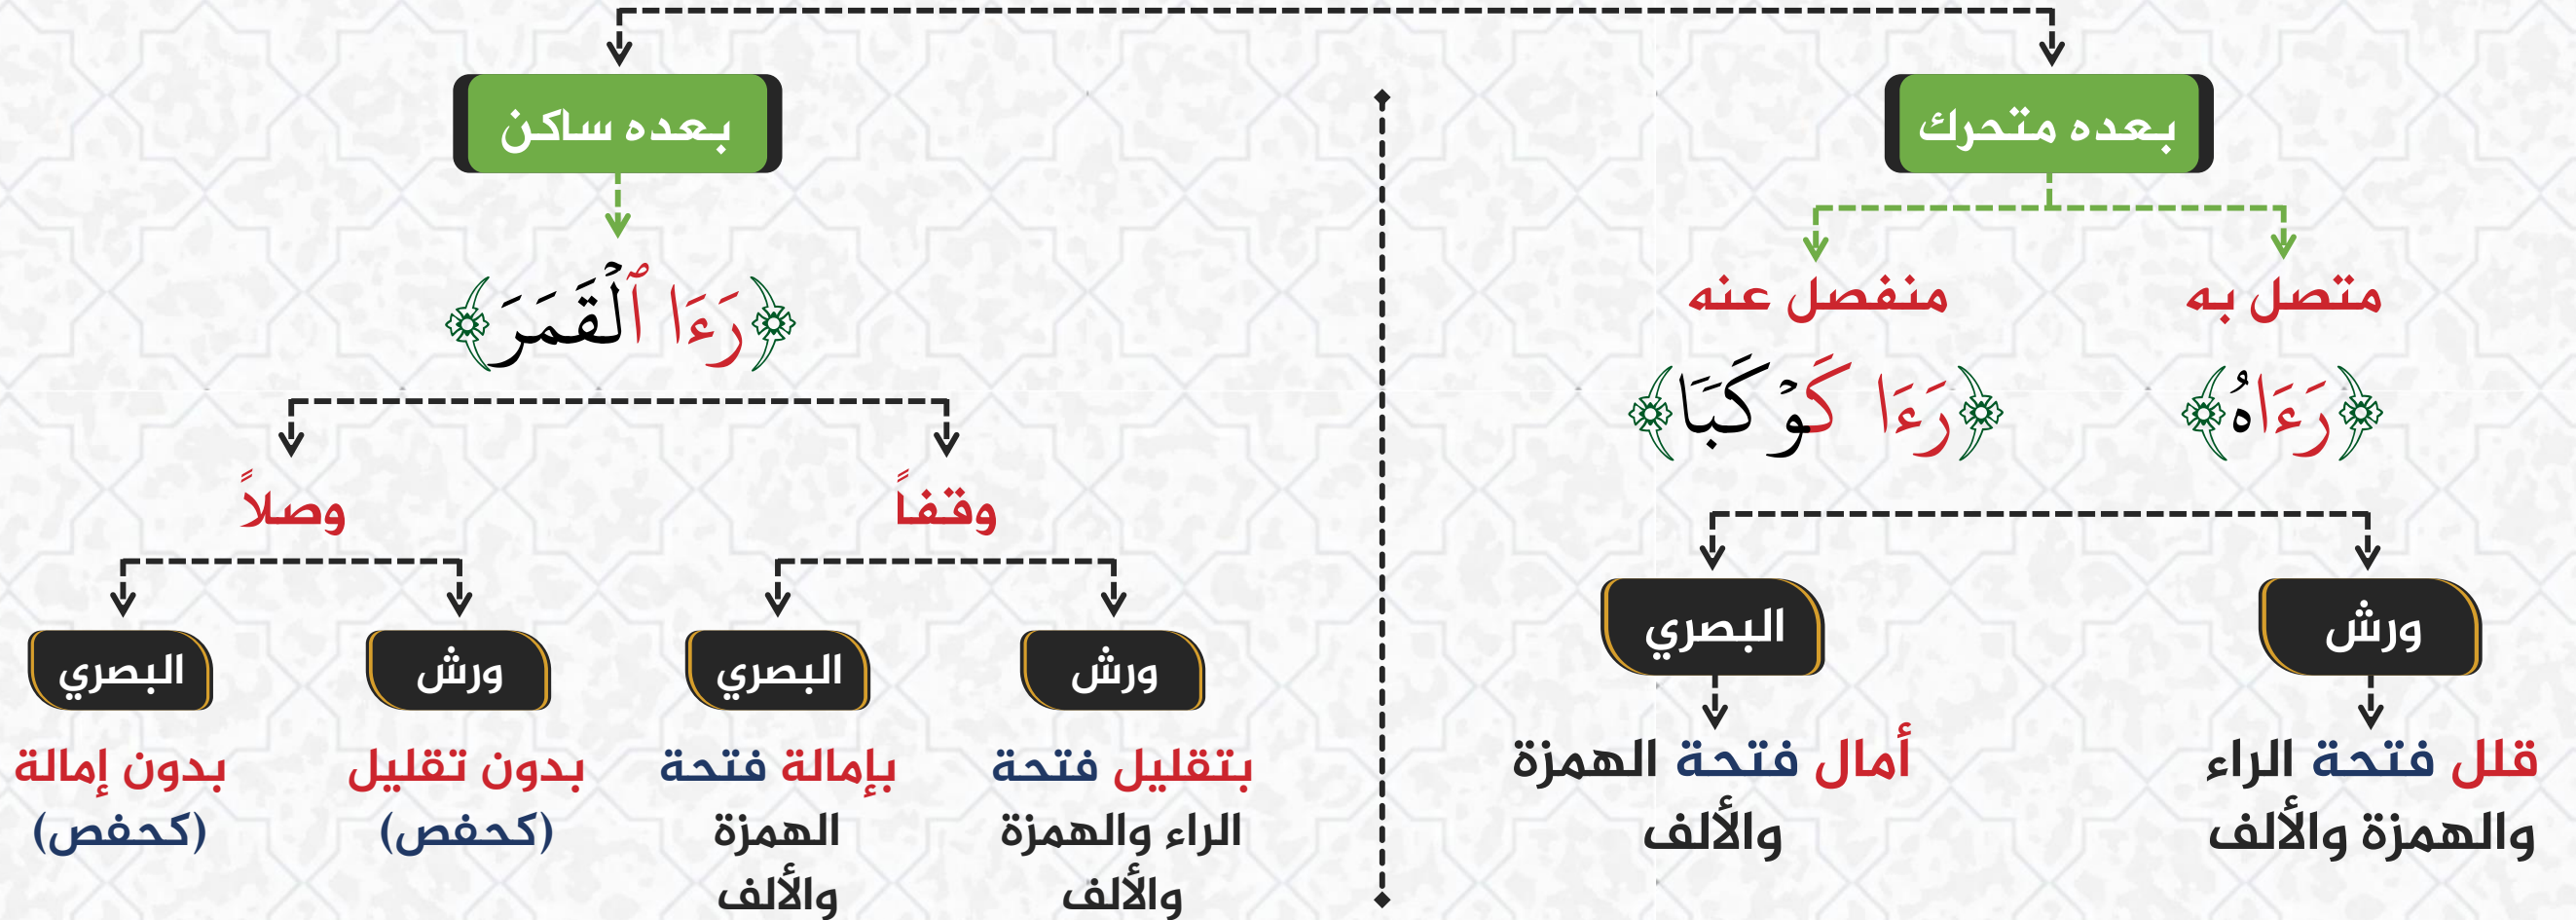 بعده متحرك
بعده ساكن
متصل به
منفصل عنه
﴿رَءَاهُ﴾
﴿رَءَا كَوۡكَبٗا﴾
ورش
البصري
قلل فتحة الراء
والهمزة والألف
أمال فتحة الهمزة
والألف
﴿رَءَا ٱلۡقَمَرَ﴾
وقفاً
وصلاً
ورش
البصري
ورش
البصري
بتقليل فتحة
الراء والهمزة
والألف
بإمالة فتحة
الهمزة
والألف
بدون تقليل
(كحفص)
بدون إمالة
(كحفص)